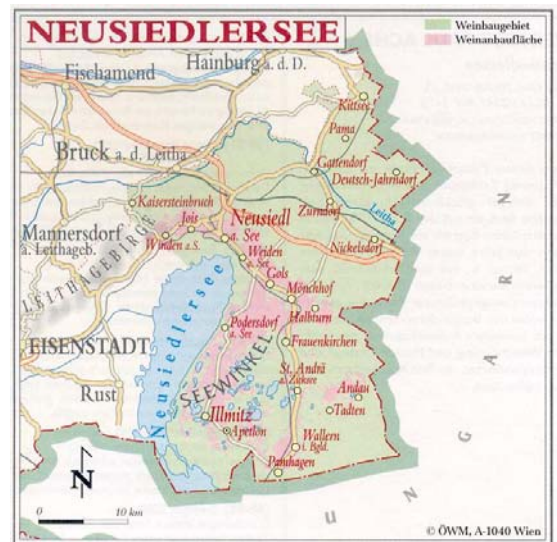 NEUSIEDLERSEE
Weinbaugebiet
Weinanbaufläche
Hainburg a. d. D.
Fischamend
Kittsee
Pama
Bruck a. d. Leitha
Gattendorf
Deutsch-Jahrndorf
Kaisersteinbruch
Zurndorf
Leitha
Jois
Neusiedl
a. See
Mannersdorf
a. Leithageb.
Winden a.S.
Nickelsdorf
Weiden
a. See
LEITHAGEBIRGE
Gols
Mönchhof
Halbturn
Neusiedlersee
Podersdorf
a. See
EISENSTADT
Frauenkirchen
SEEWINKEL
St. Andrä
a. Zicksee
Rust
Andau
Tadten
Illmitz
Apetlon
Wallern
i. Bgld.
Pamhagen
UNGARN
N
0 10 km
© ÖWM, A-1040 Wien